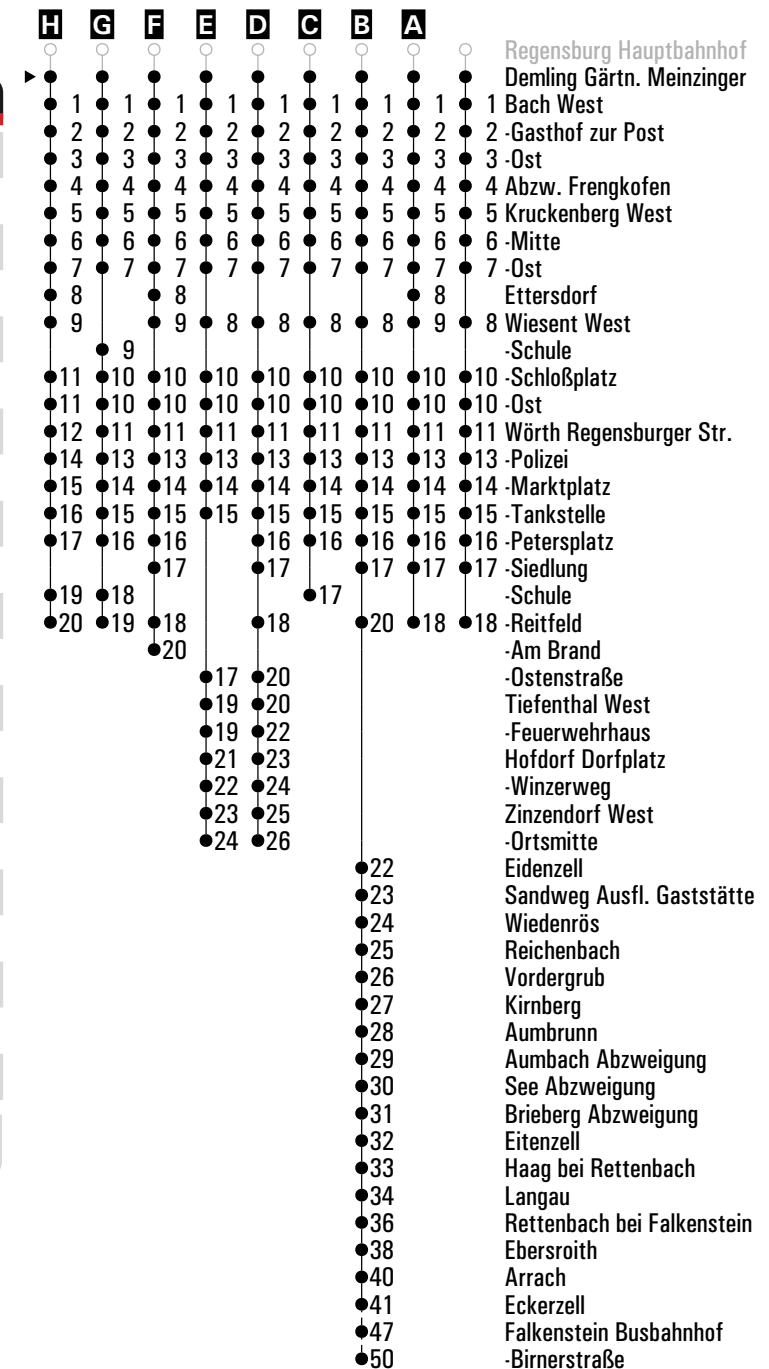 H G F E D C B A
Regensburg Hauptbahnhof
Demling Gärtn. Meinzinger
1 1 1 1 1 1 1 1 1 Bach West
2 2 2 2 2 2 2 2 2 -Gasthof zur Post
3 3 3 3 3 3 3 3 3 -Ost
4 4 4 4 4 4 4 4 4 Abzw. Frengkofen
5 5 5 5 5 5 5 5 5 Kruckenberg West
6 6 6 6 6 6 6 6 6 -Mitte
7 7 7 7 7 7 7 7 7 -Ost
8 8 8 Ettersdorf
9 9 8 8 8 8 9 8 Wiesent West
9 -Schule
11 10 10 10 10 10 10 10 10 -Schloßplatz
11 10 10 10 10 10 10 10 10 -Ost
12 11 11 11 11 11 11 11 11 Wörth Regensburger Str.
14 13 13 13 13 13 13 13 13 -Polizei
15 14 14 14 14 14 14 14 14 -Marktplatz
16 15 15 15 15 15 15 15 15 -Tankstelle
17 16 16 16 16 16 16 16 -Petersplatz
17 17 17 17 17 -Siedlung
19 18 17 -Schule
20 19 18 18 20 18 18 -Reitfeld
20 -Am Brand
17 20 -Ostenstraße
19 20 Tiefenthal West
19 22 -Feuerwehrhaus
21 23 Hofdorf Dorfplatz
22 24 -Winzerweg
23 25 Zinzendorf West
24 26 -Ortsmitte
22 Eidenzell
23 Sandweg Ausfl. Gaststätte
24 Wiedenrös
25 Reichenbach
26 Vordergrub
27 Kirnberg
28 Aumbrunn
29 Aumbach Abzweigung
30 See Abzweigung
31 Brieberg Abzweigung
32 Eitenzell
33 Haag bei Rettenbach
34 Langau
36 Rettenbach bei Falkenstein
38 Ebersroith
40 Arrach
41 Eckerzell
47 Falkenstein Busbahnhof
50 -Birnerstraße